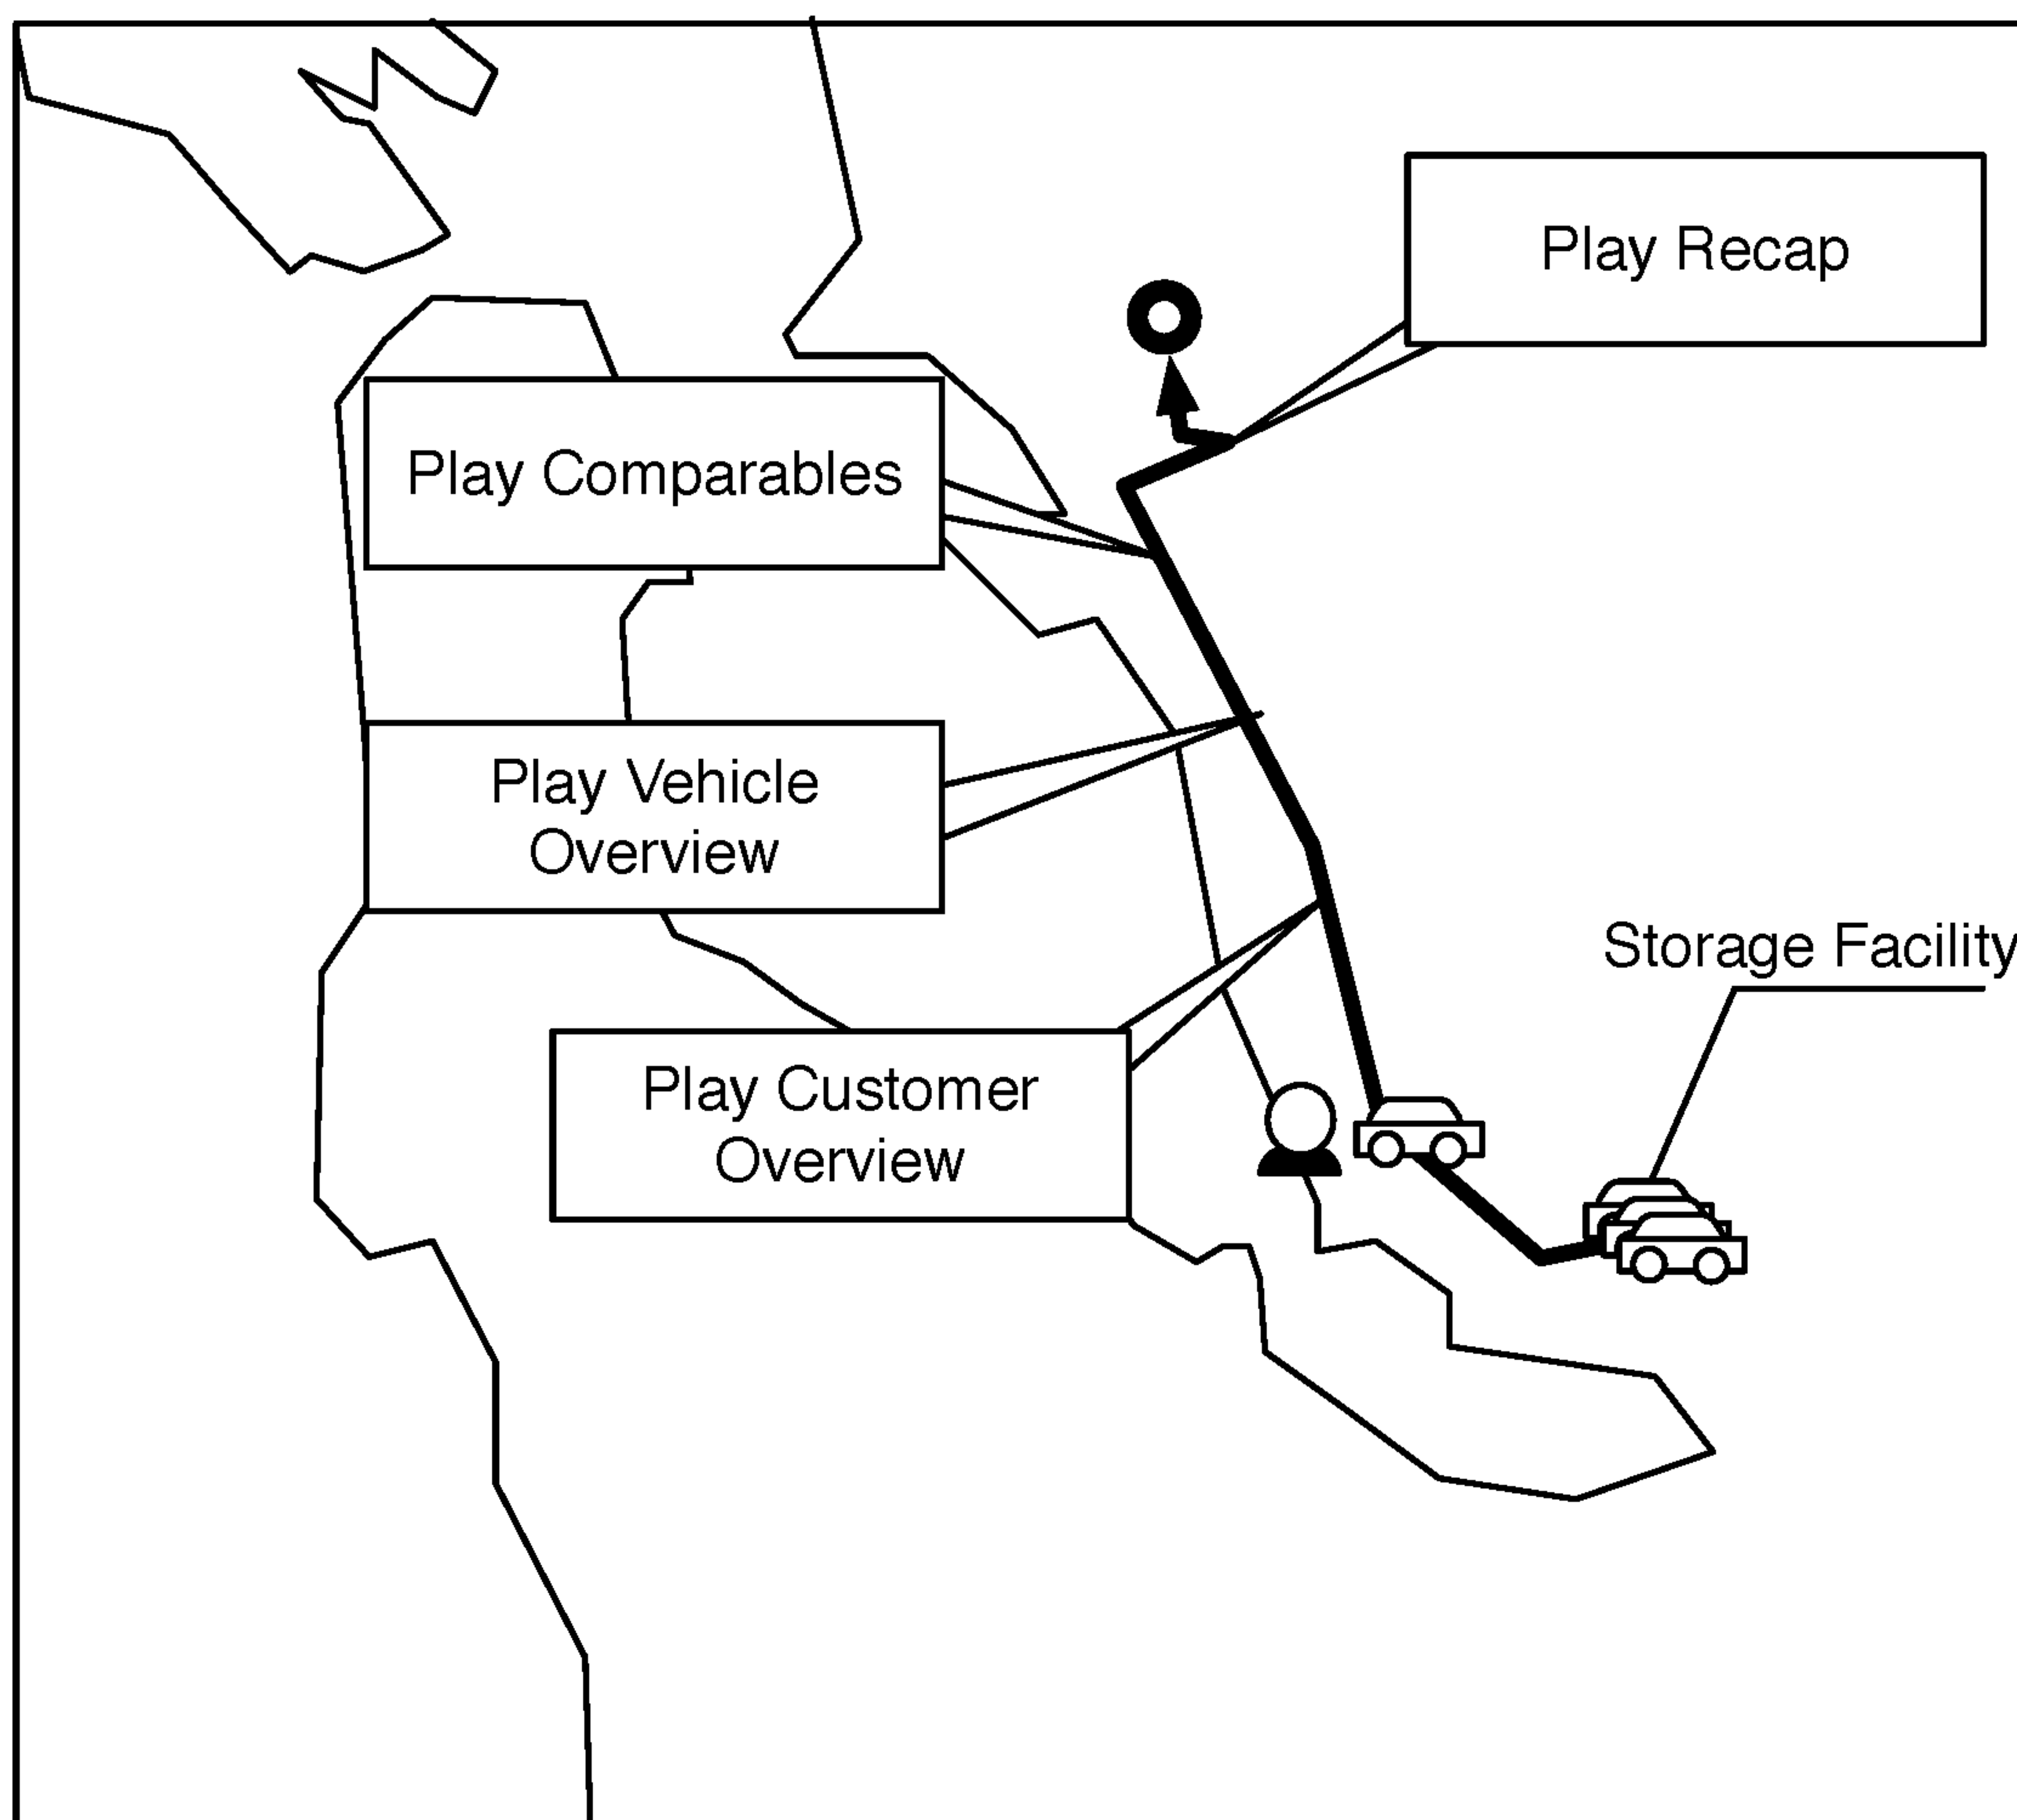 Play Recap
Play Comparables
Play Vehicle
Overview
Storage Facility
Play Customer
Overview